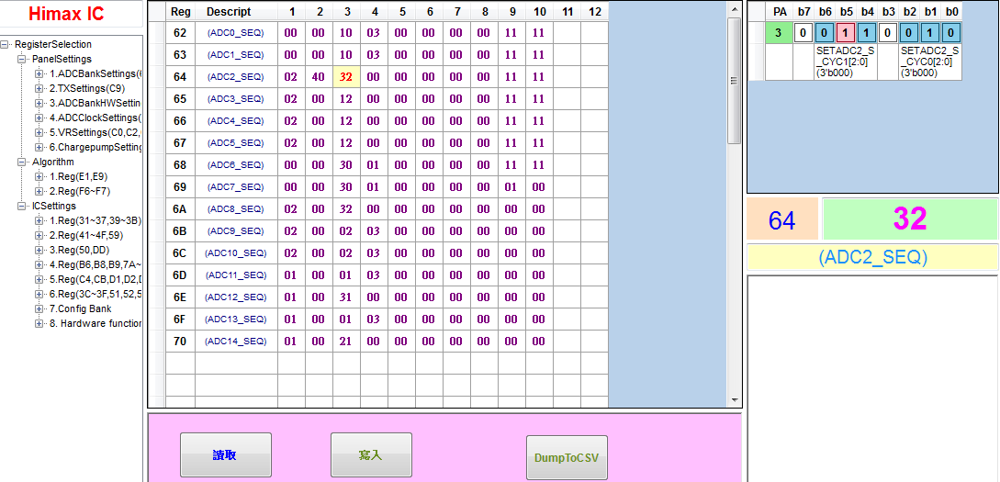 Himax IC
RegisterSelection
PanelSettings
1.ADCBankSettings(6
2.TXSettings(C9)
3.ADCBankHWSettin
4.ADCClockSettings(
5.VRSettings(C0,C2,
6.ChargepumpSetting
Algorithm
1.Reg(E1,E9)
2.Reg(F6~F7)
ICSettings
1.Reg(31~37,39~3B)
2.Reg(41~4F,59)
3.Reg(50,DD)
4.Reg(B6,B8,B9,7A~
5.Reg(C4,CB,D1,D2,D
6.Reg(3C~3F,51,52,5
7.Config Bank
8. Hardware function
Reg Descript 1 2 3 4 5 6 7 8 9 10 11 12
62 (ADC0_SEQ) 00 00 10 03 00 00 00 00 11 11
63 (ADC1_SEQ) 00 00 10 03 00 00 00 00 11 11
64 (ADC2_SEQ) 02 40 32 00 00 00 00 00 11 11
65 (ADC3_SEQ) 02 00 12 00 00 00 00 00 11 11
66 (ADC4_SEQ) 02 00 12 00 00 00 00 00 11 11
67 (ADC5_SEQ) 02 00 12 00 00 00 00 00 11 11
68 (ADC6_SEQ) 00 00 30 01 00 00 00 00 11 11
69 (ADC7_SEQ) 00 00 30 01 00 00 00 00 01 00
6A (ADC8_SEQ) 00 00 32 00 00 00 00 00 00 00
6B (ADC9_SEQ) 02 00 02 03 00 00 00 00 00 00
6C (ADC10_SEQ) 02 00 02 03 00 00 00 00 00 00
6D (ADC11_SEQ) 01 00 01 03 00 00 00 00 00 00
6E (ADC12_SEQ) 01 00 31 00 00 00 00 00 00 00
6F (ADC13_SEQ) 01 00 01 03 00 00 00 00 00 00
70 (ADC14_SEQ) 01 00 21 00 00 00 00 00 00 00
讀取
寫入
DumpToCSV
PA b7 b6 b5 b4 b3 b2 b1 b0
3 0 0 1 1 0 0 1 0
SETADC2_S
_CYC1[2:0]
(3'b000)
SETADC2_S
_CYC0[2:0]
(3'b000)
64
32
(ADC2_SEQ)